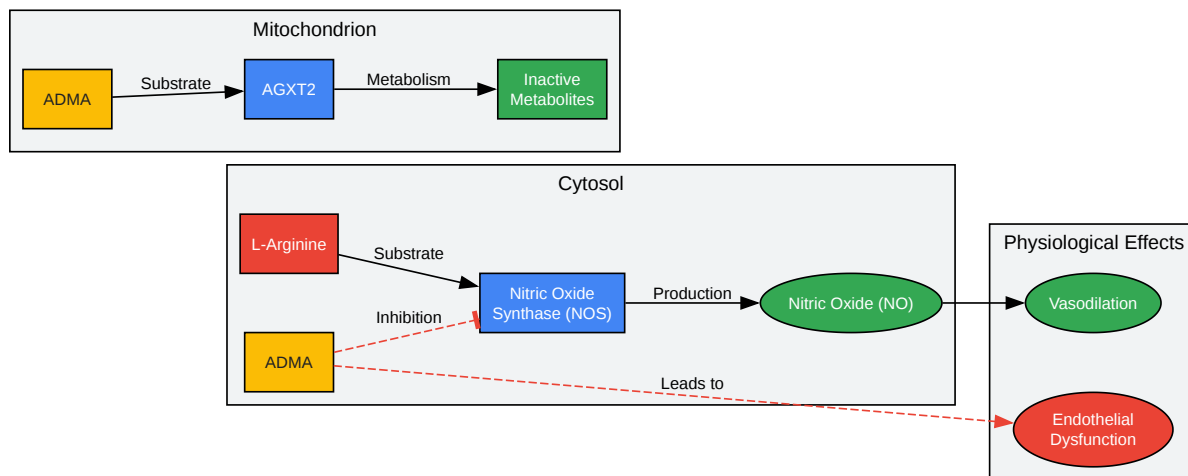 Mitochondrion
ADMA
Substrate
AGXT2
Metabolism
Inactive
Metabolites
Cytosol
L-Arginine
Substrate
Nitric Oxide
Synthase (NOS)
Production
Nitric Oxide (NO)
Inhibition
ADMA
Leads to
Physiological Effects
Vasodilation
Endothelial
Dysfunction